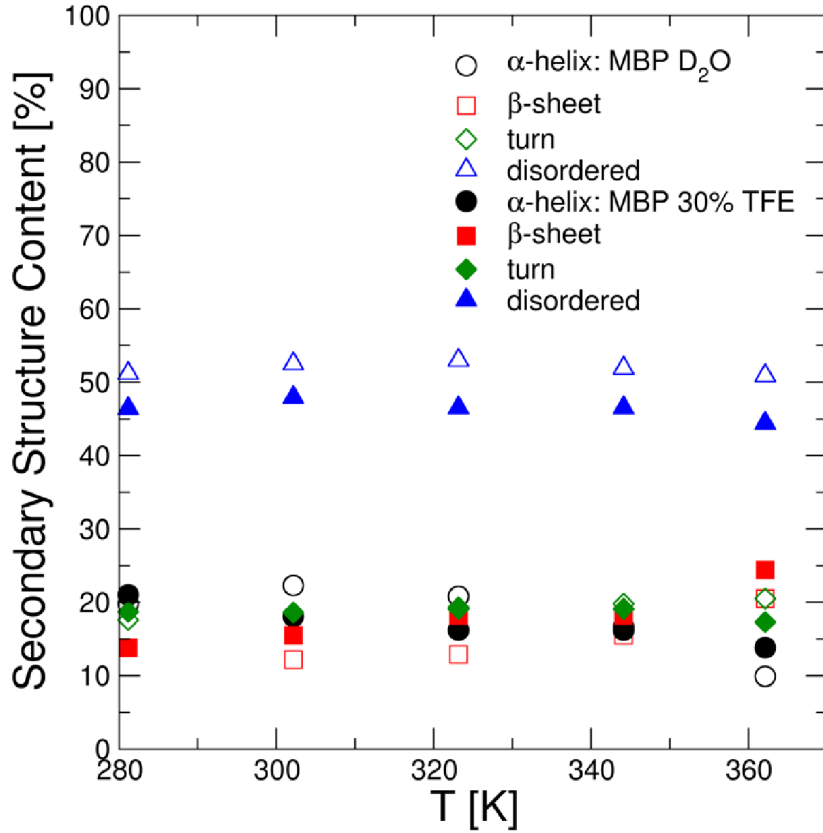 100
90
80
70
60
50
40
30
20
10
0
Secondary Structure Content [%]
α-helix: MBP D₂O
β-sheet
turn
disordered
α-helix: MBP 30% TFE
β-sheet
turn
disordered
280
300
320
340
360
T [K]